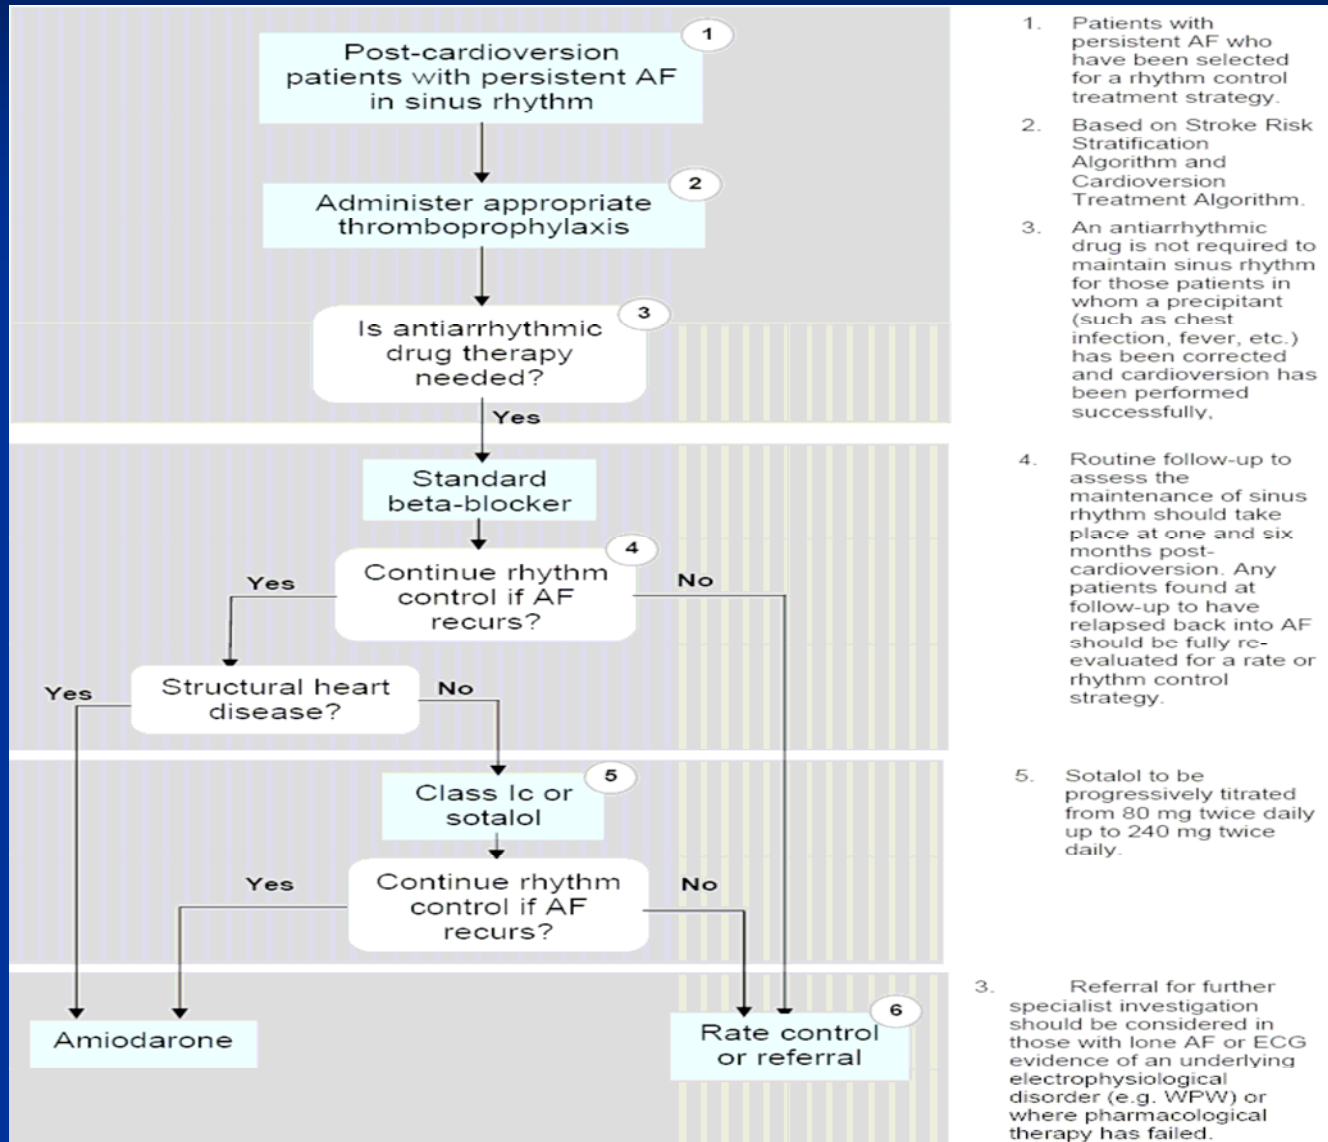 1
Post-cardioversion
patients with persistent AF
in sinus rhythm
2
Administer appropriate
thromboprophylaxis
3
Is antiarrhythmic
drug therapy
needed?
Yes
Standard
beta-blocker
4
Continue rhythm
control if AF
recurs?
Yes
No
Structural heart
disease?
Yes
No
5
Class Ic or
sotalol
Continue rhythm
control if AF
recurs?
Yes
No
Amiodarone
6
Rate control
or referral
1. Patients with
persistent AF who
have been selected
for a rhythm control
treatment strategy.
2. Based on Stroke Risk
Stratification
Algorithm and
Cardioversion
Treatment Algorithm.
3. An antiarrhythmic
drug is not required to
maintain sinus rhythm
for those patients in
whom a precipitant
(such as chest
infection, fever, etc.)
has been corrected
and cardioversion has
been performed
successfully,
4. Routine follow-up to
assess the
maintenance of sinus
rhythm should take
place at one and six
months post-
cardioversion. Any
patients found at
follow-up to have
relapsed back into AF
should be fully re-
evaluated for a rate or
rhythm control
strategy.
5. Sotalol to be
progressively titrated
from 80 mg twice daily
up to 240 mg twice
daily.
3. Referral for further
specialist investigation
should be considered in
those with lone AF or ECG
evidence of an underlying
electrophysiological
disorder (e.g. WPW) or
where pharmacological
therapy has failed.